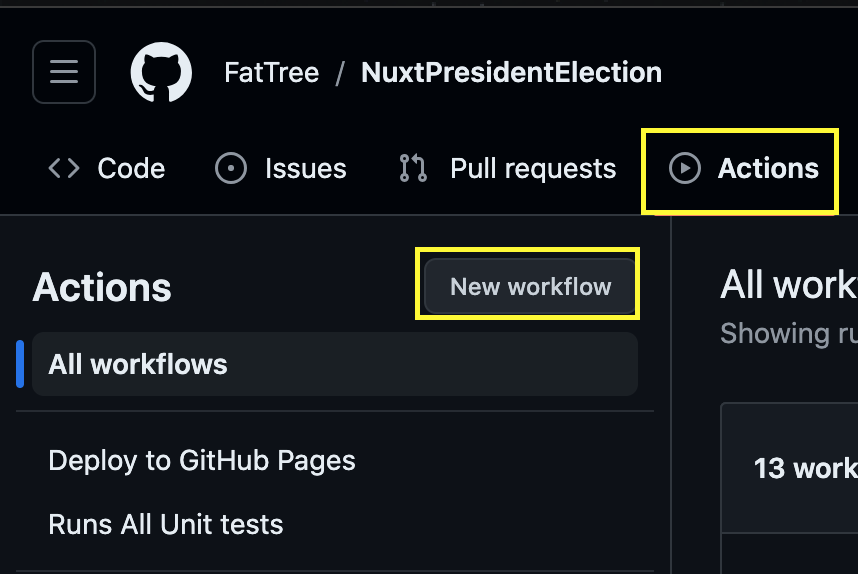 FatTree / NuxtPresidentElection
Code Issues Pull requests Actions
Actions New workflow All work
Showing ru
All workflows
Deploy to GitHub Pages 13 work
Runs All Unit tests